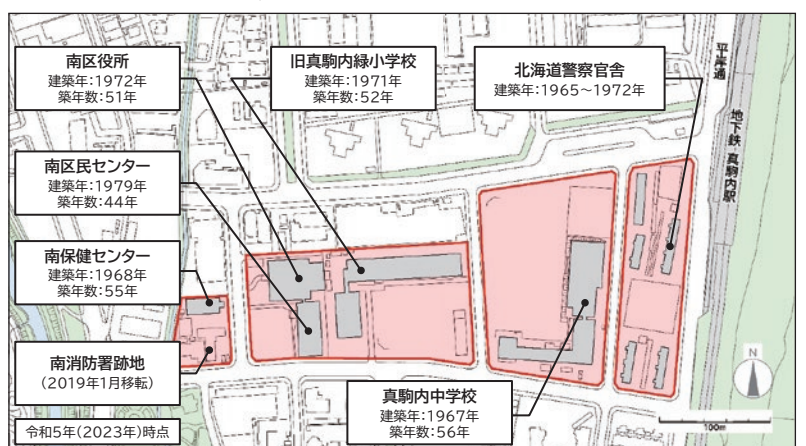 南区役所
建築年：1972年
築年数：51年
旧真駒内緑小学校
建築年：1971年
築年数：52年
北海道警察官舎
建築年：1965～1972年
平岸通
地下鉄 真駒内駅
南区民センター
建築年：1979年
築年数：44年
南保健センター
建築年：1968年
築年数：55年
南消防署跡地
（2019年1月移転）
真駒内中学校
建築年：1967年
築年数：56年
令和5年（2023年）時点
N
100m